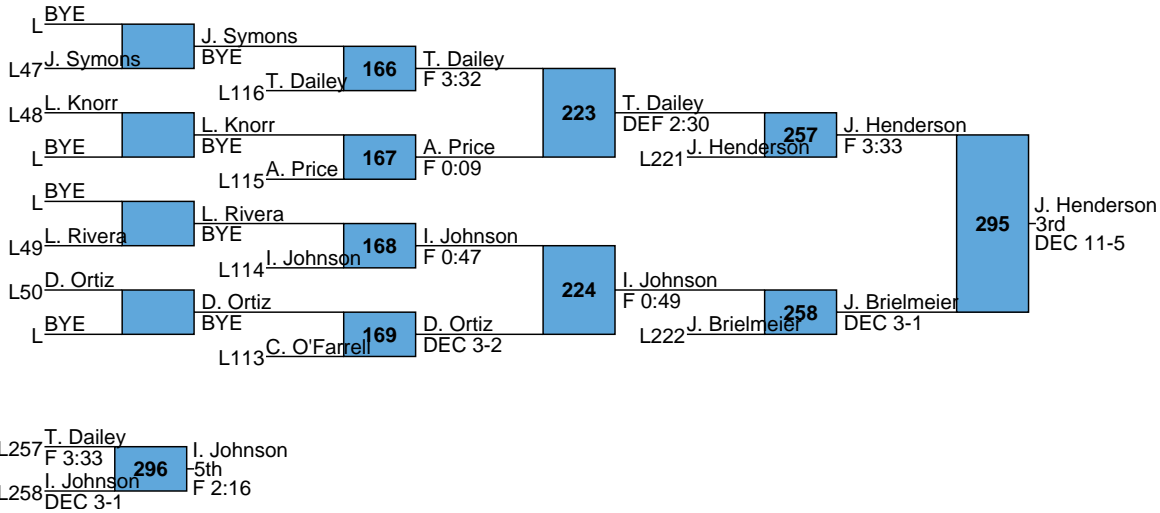 BYE
L
J. Symons
BYE
L47 J. Symons
166
T. Dailey
F 3:32
L116 T. Dailey
L48 L. Knorr
L. Knorr
BYE
L BYE
167
A. Price
F 0:09
L115 A. Price
223
T. Dailey
DEF 2:30
L221 J. Henderson
257
J. Henderson
F 3:33
L BYE
L. Rivera
BYE
L49 L. Rivera
168
I. Johnson
F 0:47
L114 I. Johnson
L50 D. Ortiz
D. Ortiz
BYE
L BYE
169
D. Ortiz
DEC 3-2
L113 C. O'Farrell
224
I. Johnson
F 0:49
L222 J. Brielmeier
258
J. Brielmeier
DEC 3-1
295
J. Henderson
3rd
DEC 11-5
L257 T. Dailey
F 3:33
296
I. Johnson
5th
F 2:16
L258 I. Johnson
DEC 3-1